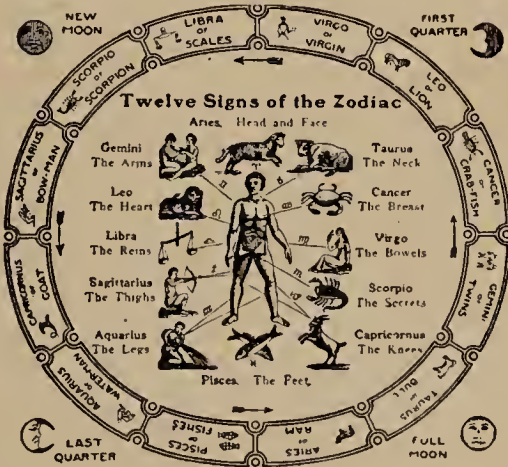 NEW
MOON
FIRST
QUARTER
LIBRA
OF
SCALES
VIRGO
OF
VIRGIN
LEO
OF
LION
CANCER
OF
CRAB-FISH
GEMINI
OF
TWINS
TAURUS
OF
BULL
ARIES
OF
RAM
PISCES
OF
FISHES
AQUARIUS
OF
WATERMAN
CAPRICORNUS
OF
GOAT
SAGITTARIUS
OF
BOW-MAN
SCORPIO
OF
SCORPION
Twelve Signs of the Zodiac
Aries, Head and Face
Gemini
The Arms
Taurus
The Neck
Leo
The Heart
Cancer
The Breast
Libra
The Reins
Virgo
The Bowels
Sagittarius
The Thighs
Scorpio
The Secrets
Aquarius
The Legs
Capricornus
The Knees
Pisces, The Feet,
LAST
QUARTER
FULL
MOON